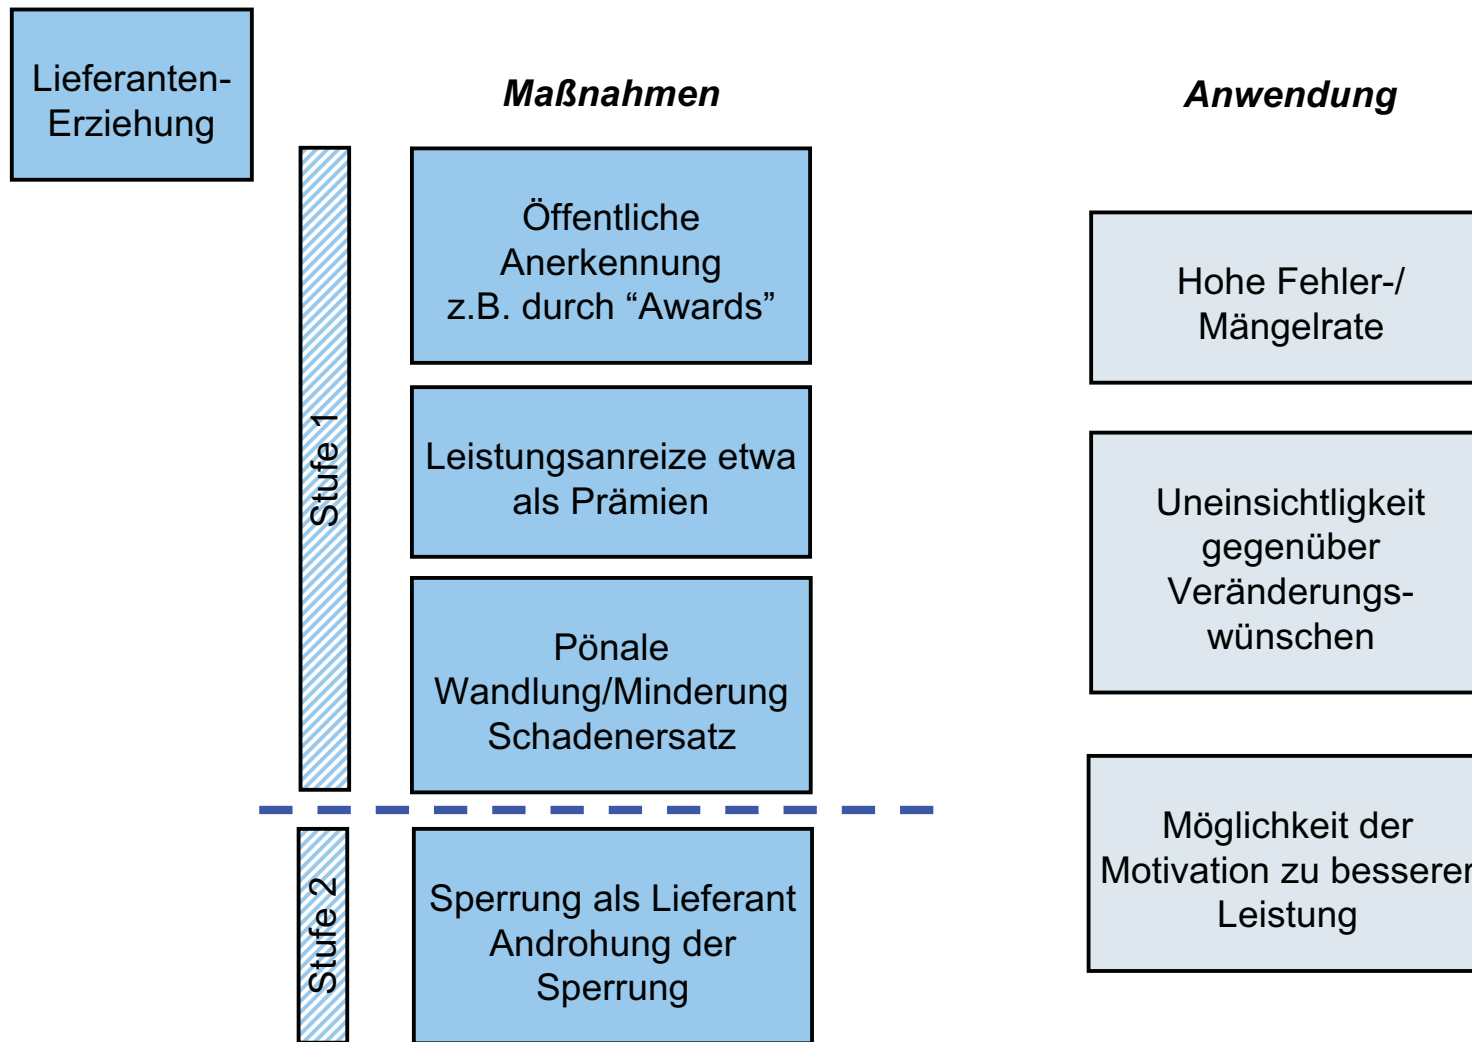 Lieferanten-
Erziehung
Maßnahmen
Anwendung
Stufe 1
Öffentliche
Anerkennung
z.B. durch “Awards”
Leistungsanreize etwa
als Prämien
Pönale
Wandlung/Minderung
Schadenersatz
Stufe 2
Sperrung als Lieferant
Androhung der
Sperrung
Hohe Fehler-/
Mängelrate
Uneinsichtligkeit
gegenüber
Veränderungs-
wünschen
Möglichkeit der
Motivation zu besserer
Leistung